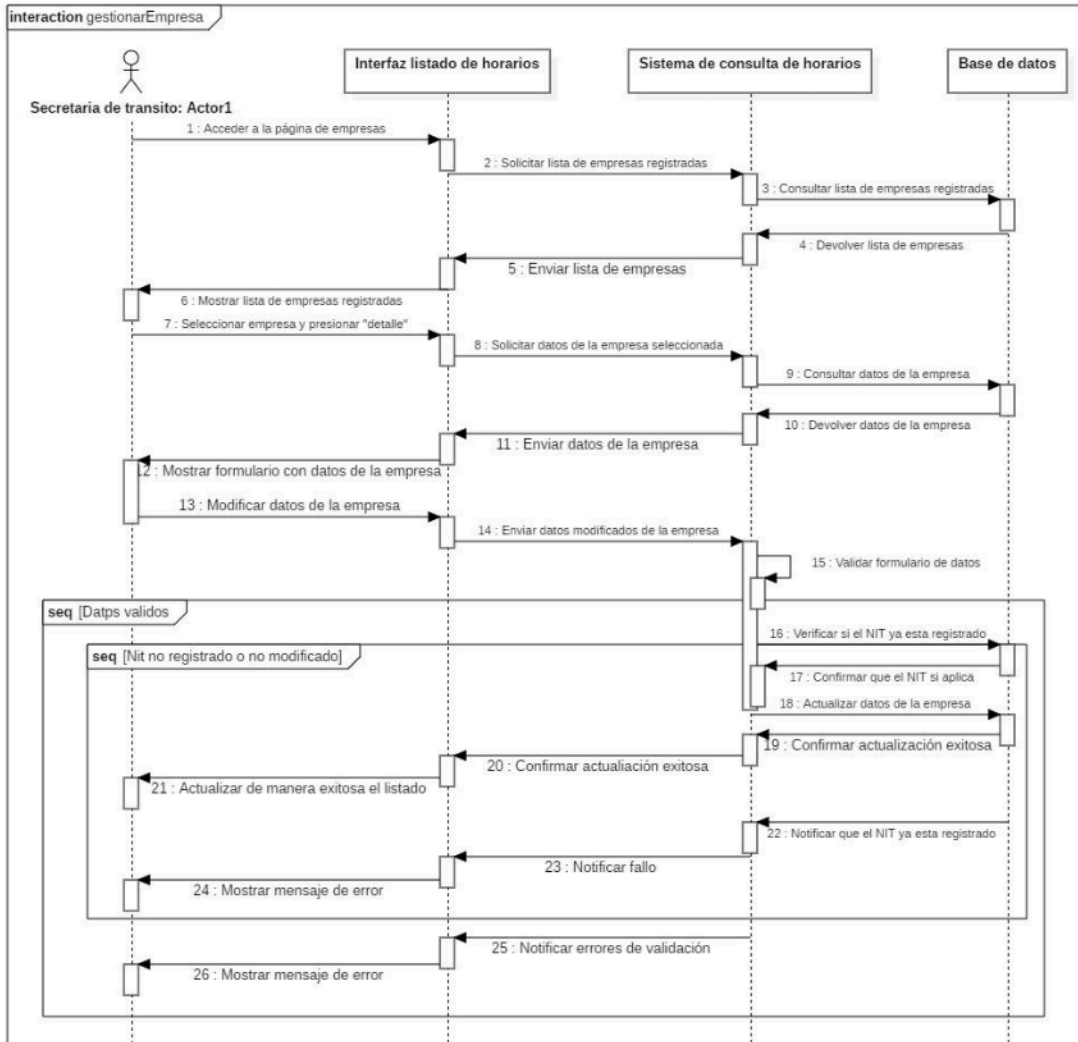 interaction gestionarEmpresa
Interfaz listado de horarios
Sistema de consulta de horarios
Base de datos
Secretaria de transito: Actor1
1 : Acceder a la página de empresas
2 : Solicitar lista de empresas registradas
3 : Consultar lista de empresas registradas
4 : Devolver lista de empresas
5 : Enviar lista de empresas
6 : Mostrar lista de empresas registradas
7 : Seleccionar empresa y presionar "detalle"
8 : Solicitar datos de la empresa seleccionada
9 : Consultar datos de la empresa
10 : Devolver datos de la empresa
11 : Enviar datos de la empresa
12 : Mostrar formulario con datos de la empresa
13 : Modificar datos de la empresa
14 : Enviar datos modificados de la empresa
15 : Validar formulario de datos
seq [Datps validos
16 : Verificar si el NIT ya esta registrado
seq [Nit no registrado o no modificado]
17 : Confirmar que el NIT si aplica
18 : Actualizar datos de la empresa
19 : Confirmar actualización exitosa
20 : Confirmar actualiación exitosa
21 : Actualizar de manera exitosa el listado
22 : Notificar que el NIT ya esta registrado
23 : Notificar fallo
24 : Mostrar mensaje de error
25 : Notificar errores de validación
26 : Mostrar mensaje de error